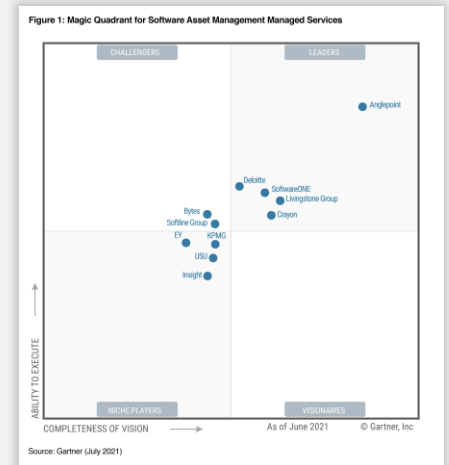 Figure 1: Magic Quadrant for Software Asset Management Managed Services
CHALLENGERS
LEADERS
Anglepoint
Deloitte
SoftwareONE
Livingstone Group
Bytes
Crayon
Softline Group
EY
KPMG
USU
Insight
ABILITY TO EXECUTE
NICHE PLAYERS
VISIONARIES
COMPLETENESS OF VISION
As of June 2021
© Gartner, Inc
Source: Gartner (July 2021)